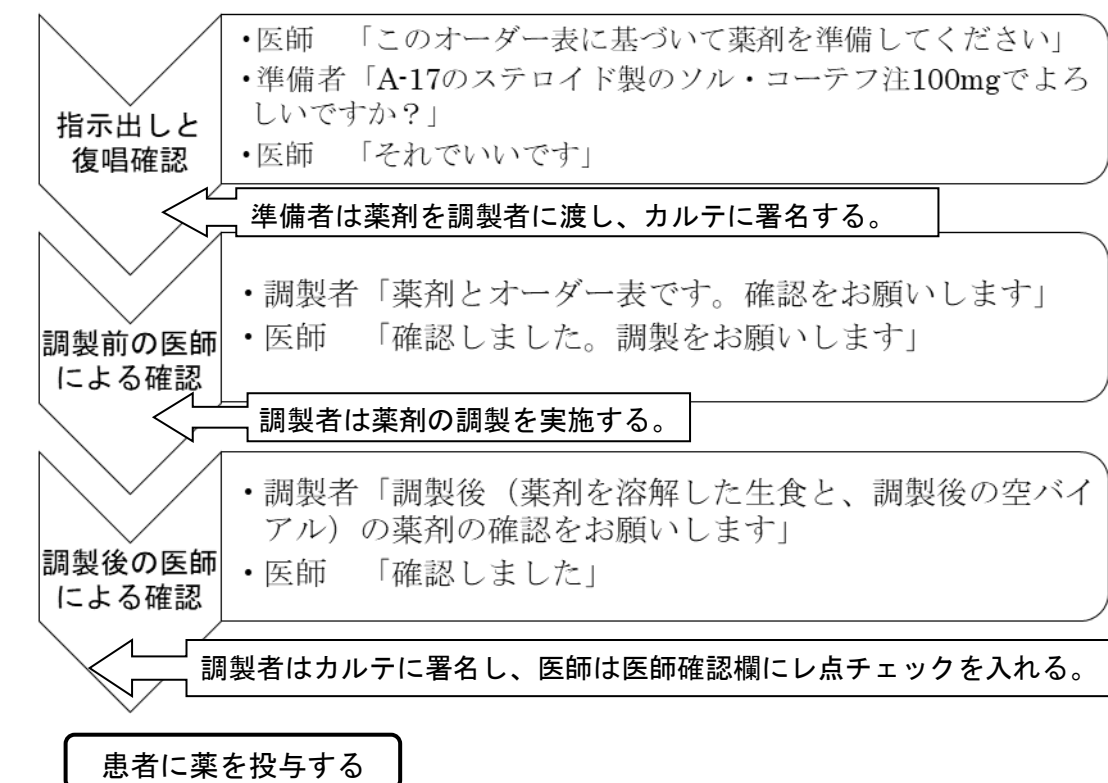 ・医師　「このオーダー表に基づいて薬剤を準備してください」
・準備者「A-17のステロイド製のソル・コーテフ注100mgでよろ
しいですか？」
・医師　「それでいいです」
指示出しと
復唱確認
準備者は薬剤を調製者に渡し、カルテに署名する。
・調製者「薬剤とオーダー表です。確認をお願いします」
・医師　「確認しました。調製をお願いします」
調製前の医師
による確認
調製者は薬剤の調製を実施する。
・調製者「調製後（薬剤を溶解した生食と、調製後の空バイ
アル）の薬剤の確認をお願いします」
・医師　「確認しました」
調製後の医師
による確認
調製者はカルテに署名し、医師は医師確認欄にレ点チェックを入れる。
患者に薬を投与する